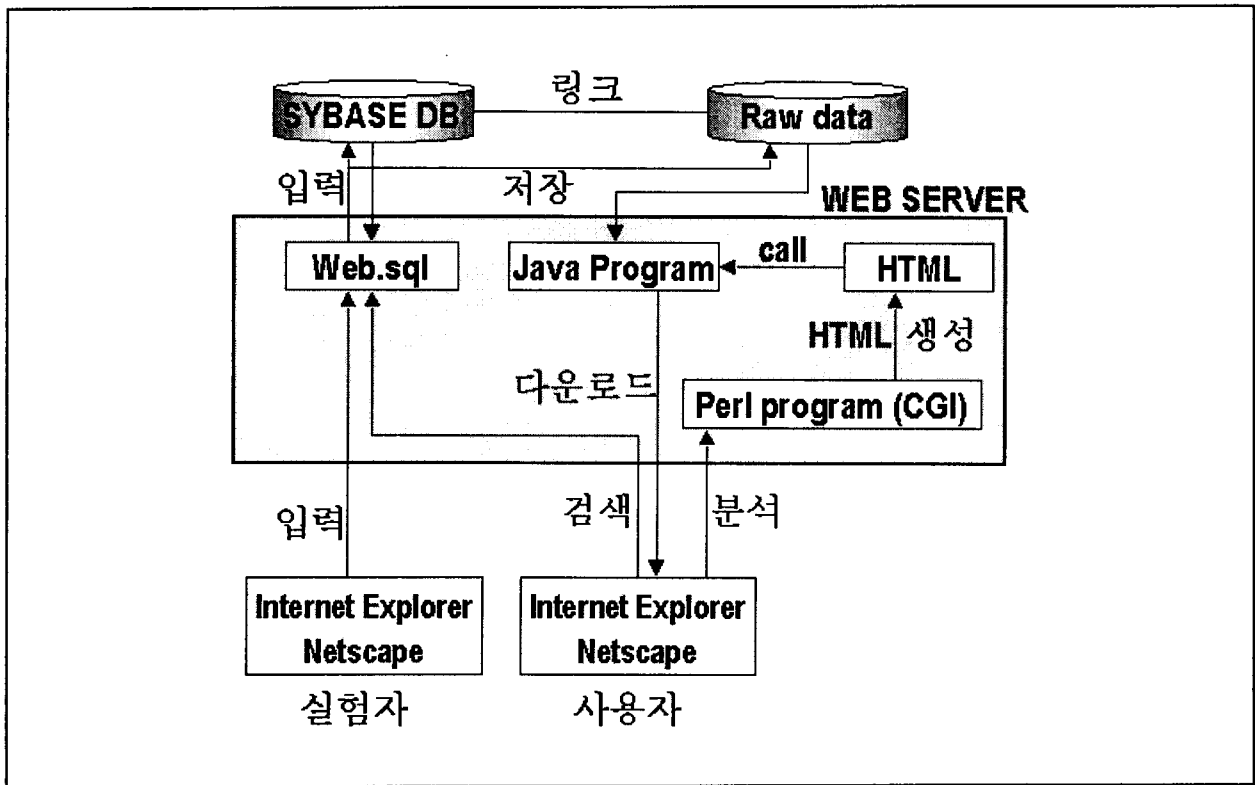 링크
SYBASE DB
Raw data
입력
저장
WEB SERVER
Web.sql
Java Program
call
HTML
HTML 생성
다운로드
Perl program (CGI)
입력
검색
분석
Internet Explorer
Netscape
Internet Explorer
Netscape
실험자
사용자